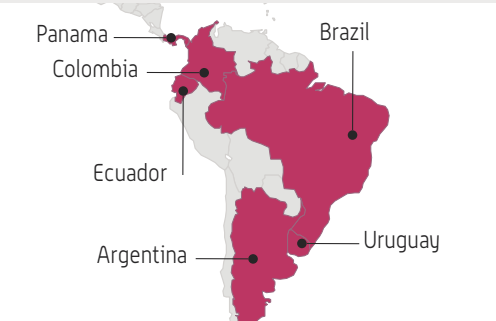 Panama
Brazil
Colombia
Ecuador
Uruguay
Argentina